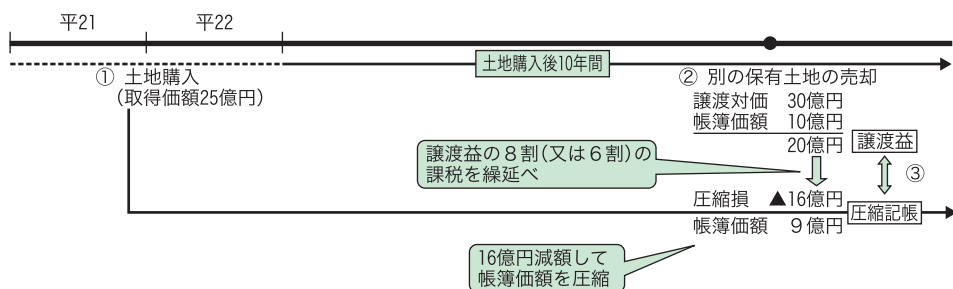 平21
平22
土地購入後10年間
① 土地購入
(取得価額25億円)
② 別の保有土地の売却
譲渡対価 30億円
帳簿価額 10億円
20億円
譲渡益
譲渡益の8割(又は6割)の
課税を繰延べ
③
圧縮損 ▲16億円
圧縮記帳
帳簿価額 9億円
16億円減額して
帳簿価額を圧縮